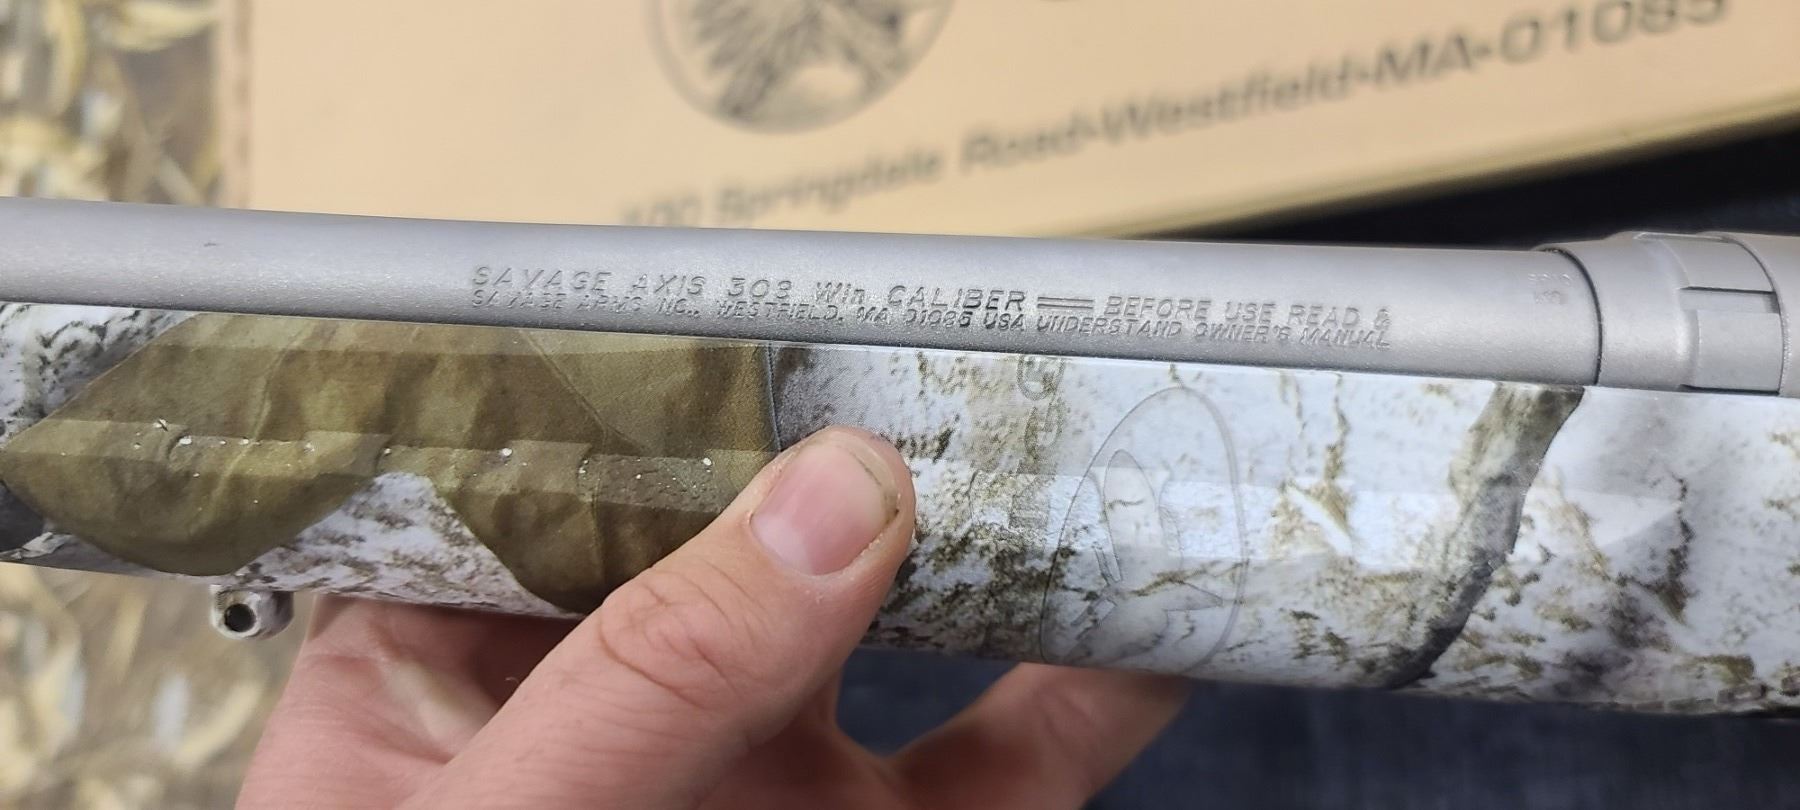 100 Springdale Road•Westfield•MA•01085
SAVAGE AXIS 308 Win CALIBER BEFORE USE READ &
SAVAGE ARMS INC., WESTFIELD, MA 01085 USA UNDERSTAND OWNER'S MANUAL